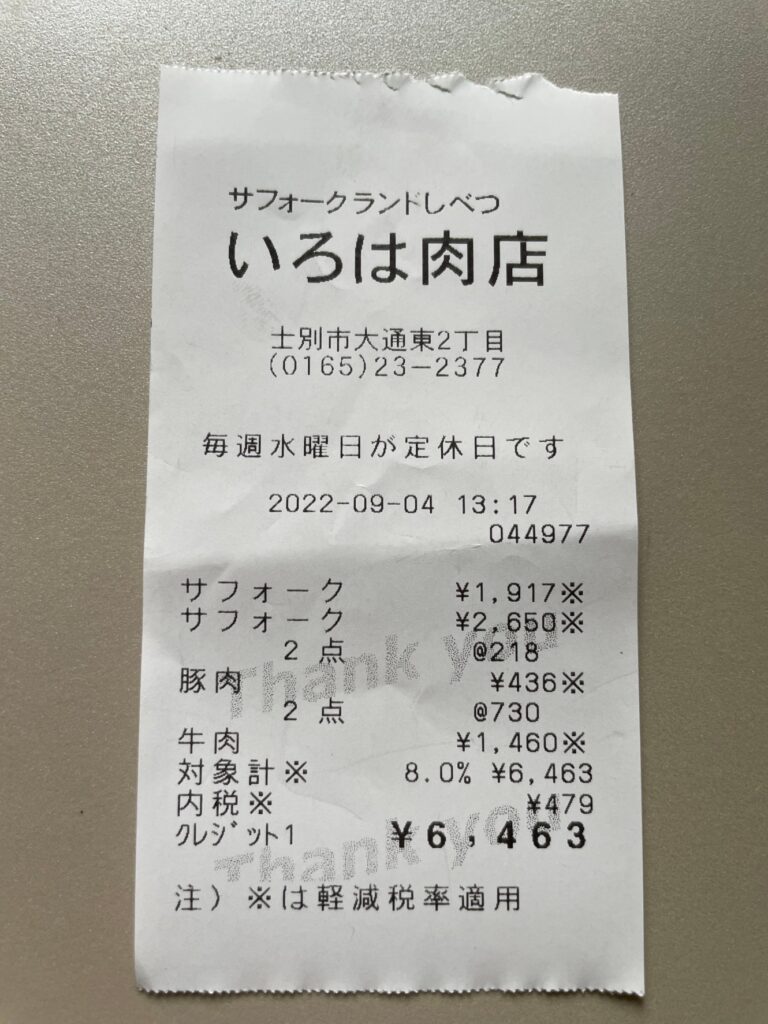 サフォークランドしべつ
いろは肉店
士別市大通東2丁目
(0165)23-2377
毎週水曜日が定休日です
2022-09-04 13:17
044977
サフォーク ¥1,917※
サフォーク ¥2,650※
2点 @218
豚肉 ¥436※
2点 @730
牛肉 ¥1,460※
対象計※ 8.0% ¥6,463
内税※ ¥479
クレジット1 ¥6,463
注)※は軽減税率適用
Thank you
Thank you